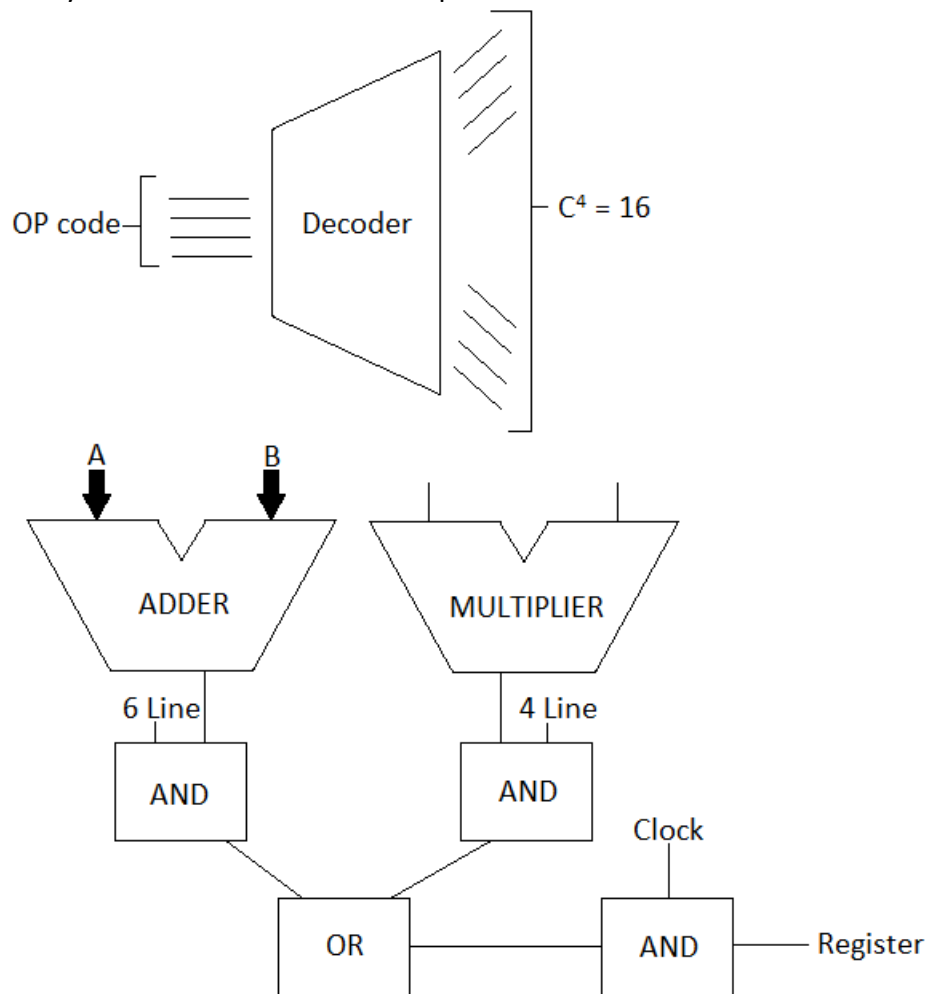 OP code
Decoder
C⁴ = 16
A
B
ADDER
MULTIPLIER
6 Line
4 Line
AND
AND
Clock
OR
AND
Register